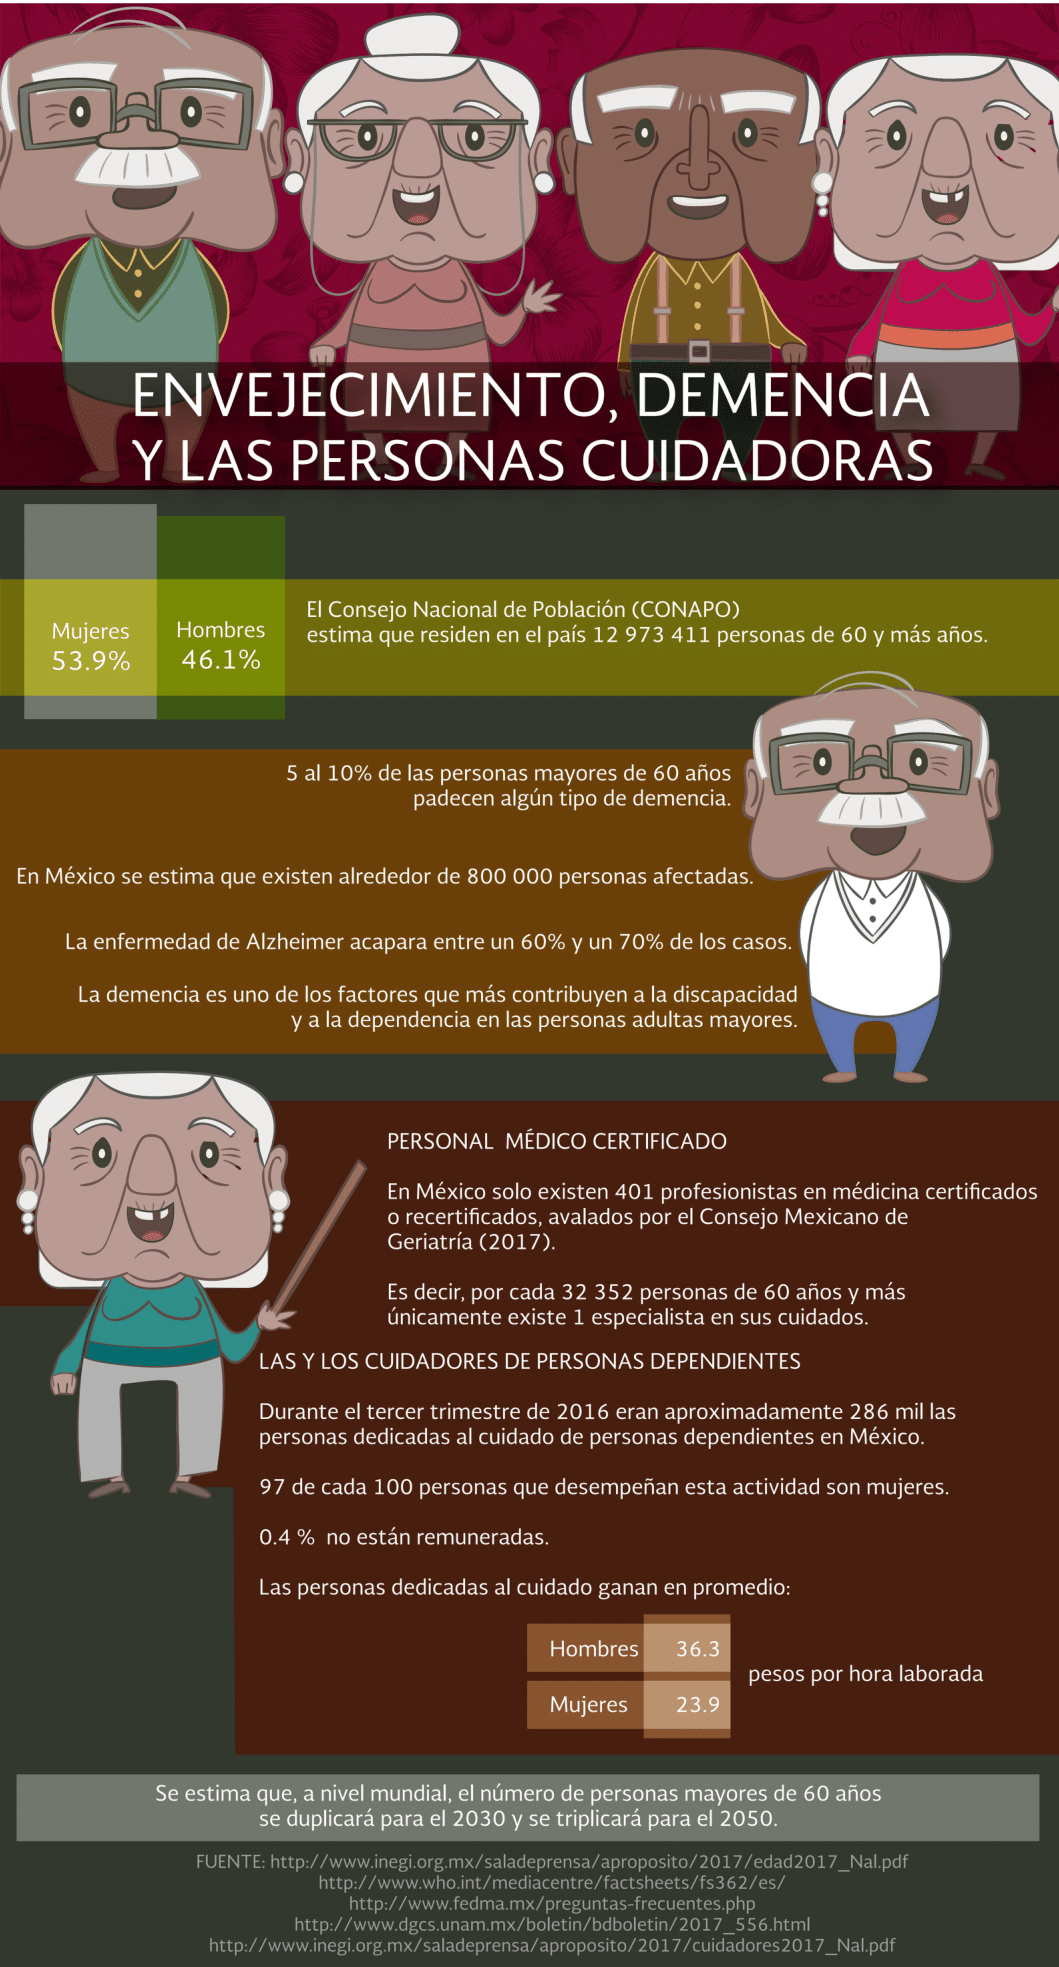 ENVEJECIMIENTO, DEMENCIA
Y LAS PERSONAS CUIDADORAS
Mujeres
53.9%
Hombres
46.1%
El Consejo Nacional de Población (CONAPO)
estima que residen en el país 12 973 411 personas de 60 y más años.
5 al 10% de las personas mayores de 60 años
padecen algún tipo de demencia.
En México se estima que existen alrededor de 800 000 personas afectadas.
La enfermedad de Alzheimer acapara entre un 60% y un 70% de los casos.
La demencia es uno de los factores que más contribuyen a la discapacidad
y a la dependencia en las personas adultas mayores.
PERSONAL MÉDICO CERTIFICADO
En México solo existen 401 profesionistas en médicina certificados
o recertificados, avalados por el Consejo Mexicano de
Geriatría (2017).
Es decir, por cada 32 352 personas de 60 años y más
únicamente existe 1 especialista en sus cuidados.
LAS Y LOS CUIDADORES DE PERSONAS DEPENDIENTES
Durante el tercer trimestre de 2016 eran aproximadamente 286 mil las
personas dedicadas al cuidado de personas dependientes en México.
97 de cada 100 personas que desempeñan esta actividad son mujeres.
0.4 % no están remuneradas.
Las personas dedicadas al cuidado ganan en promedio:
Hombres 36.3
pesos por hora laborada
Mujeres 23.9
Se estima que, a nivel mundial, el número de personas mayores de 60 años
se duplicará para el 2030 y se triplicará para el 2050.
FUENTE: http://www.inegi.org.mx/saladeprensa/aproposito/2017/edad2017_Nal.pdf
http://www.who.int/mediacentre/factsheets/fs362/es/
http://www.fedma.mx/preguntas-frecuentes.php
http://www.dgcs.unam.mx/boletin/bdboletin/2017_556.html
http://www.inegi.org.mx/saladeprensa/aproposito/2017/cuidadores2017_Nal.pdf